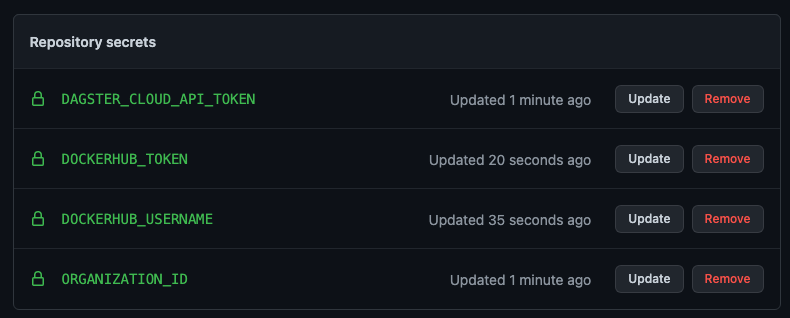 Repository secrets
DAGSTER_CLOUD_API_TOKEN Updated 1 minute ago Update Remove
DOCKERHUB_TOKEN Updated 20 seconds ago Update Remove
DOCKERHUB_USERNAME Updated 35 seconds ago Update Remove
ORGANIZATION_ID Updated 1 minute ago Update Remove